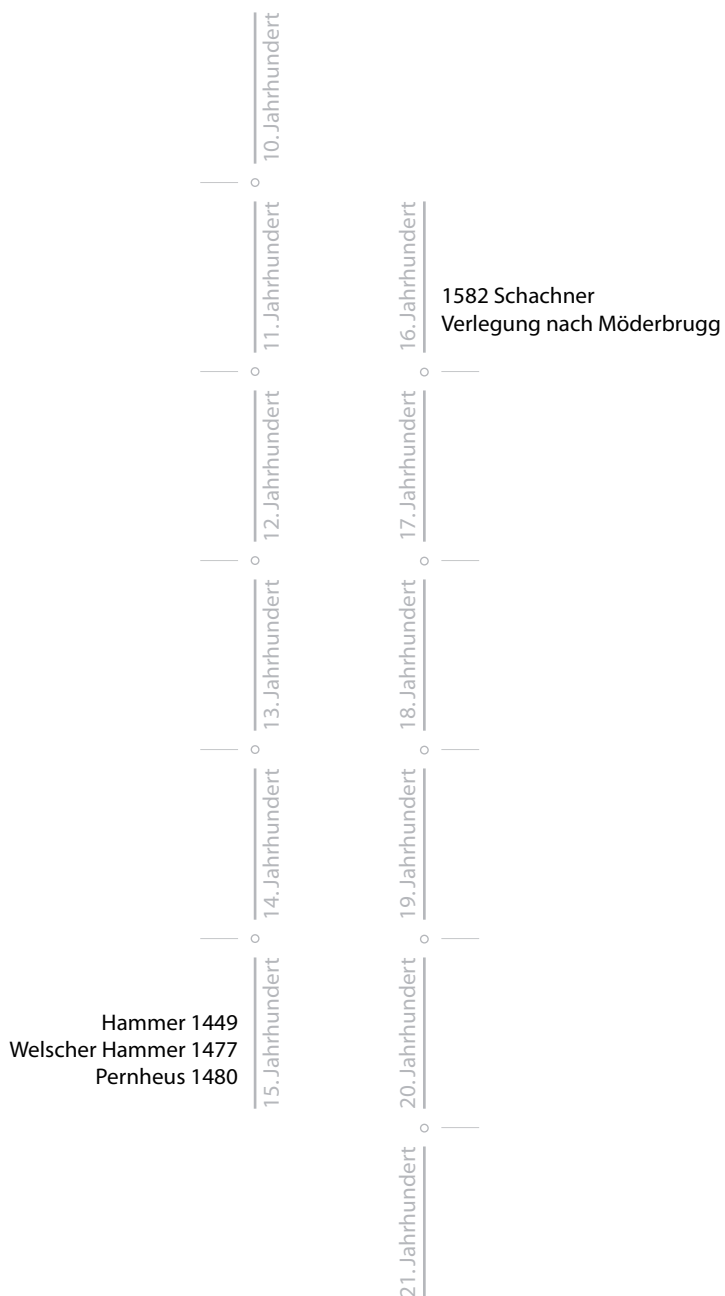 10. Jahrhundert
11. Jahrhundert
12. Jahrhundert
13. Jahrhundert
14. Jahrhundert
15. Jahrhundert
Hammer 1449
Welscher Hammer 1477
Pernheus 1480
16. Jahrhundert
1582 Schachner
Verlegung nach Möderbrugg
17. Jahrhundert
18. Jahrhundert
19. Jahrhundert
20. Jahrhundert
21. Jahrhundert